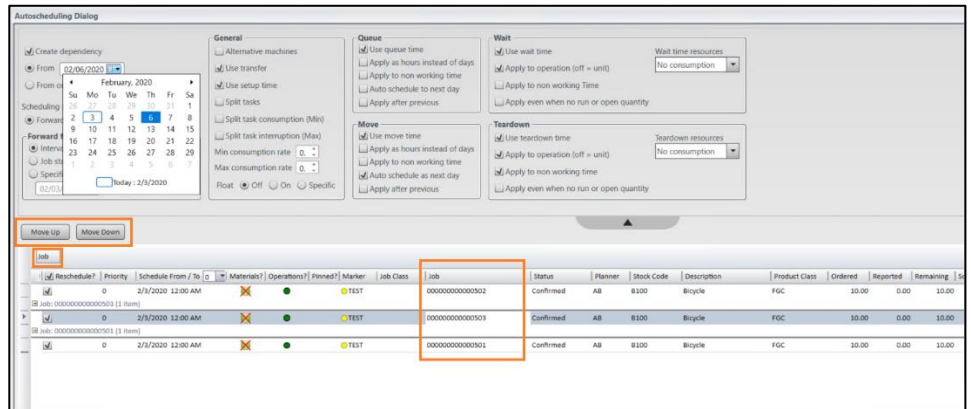 Autoscheduling Dialog
Create dependency
From 02/06/2020
February, 2020
Su Mo Tu We Th Fr Sa
26 27 28 29 30 31 1
2 3 4 5 6 7 8
9 10 11 12 13 14 15
16 17 18 19 20 21 22
23 24 25 26 27 28 29
1 2 3 4 5 6 7
Today : 2/3/2020
From
Scheduling
Forward
Forward
Job
02/03/
General
Alternative machines
Use transfer
Use setup time
Split tasks
Split task consumption (Min)
Split task interruption (Max)
Min consumption rate 0.
Max consumption rate 0.
Float Off On Specific
Queue
Use queue time
Apply as hours instead of days
Apply to non working time
Auto schedule to next day
Apply after previous
Move
Use move time
Apply as hours instead of days
Apply to non working time
Auto schedule as next day
Apply after previous
Wait
Use wait time
Wait time resources
Apply to operation (off = unit)
No consumption
Apply to non working Time
Apply even when no run or open quantity
Teardown
Use teardown time
Teardown resources
Apply to operation (off = unit)
No consumption
Apply to non working time
Apply even when no run or open quantity
Move Up Move Down
Job
Reschedule? Priority Schedule From / To 0 Materials? Operations? Pinned? Marker Job Class Job Status Planner Stock Code Description Product Class Ordered Reported Remaining
0 2/3/2020 12:00 AM TEST 000000000000502 Confirmed AB B100 Bicycle FGC 10.00 0.00 10.00
Job: 000000000000501 (1 item)
0 2/3/2020 12:00 AM TEST 000000000000503 Confirmed AB B100 Bicycle FGC 10.00 0.00 10.00
Job: 000000000000501 (1 item)
0 2/3/2020 12:00 AM TEST 000000000000501 Confirmed AB B100 Bicycle FGC 10.00 0.00 10.00